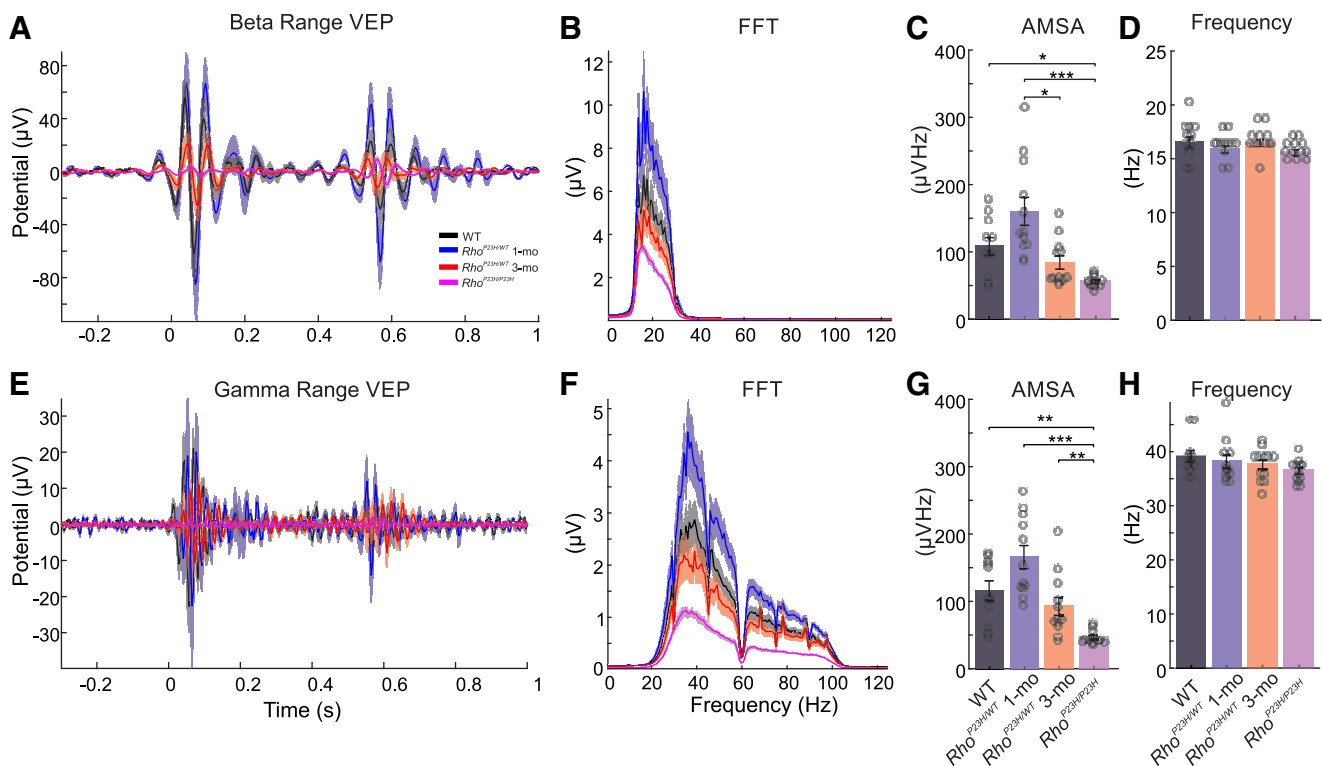 A
Beta Range VEP
Potential (µV)
80
40
0
-40
-80
-0.2
0
0.2
0.4
0.6
0.8
1
WT
Rho^P23H/WT 1-mo
Rho^P23H/WT 3-mo
Rho^P23H/P23H
B
FFT
(µV)
12
10
8
6
4
2
0
20
40
60
80
100
120
C
AMSA
(µVHz)
400
300
200
100
0
*
***
*
D
Frequency
(Hz)
25
20
15
10
5
0
E
Gamma Range VEP
Potential (µV)
30
20
10
0
-10
-20
-30
-0.2
0
0.2
0.4
0.6
0.8
1
Time (s)
F
FFT
(µV)
5
4
3
2
1
0
0
20
40
60
80
100
120
Frequency (Hz)
G
AMSA
(µVHz)
400
300
200
100
0
**
***
**
WT
Rho^P23H/WT 1-mo
Rho^P23H/WT 3-mo
Rho^P23H/P23H
H
Frequency
(Hz)
40
30
20
10
0
WT
Rho^P23H/WT 1-mo
Rho^P23H/WT 3-mo
Rho^P23H/P23H